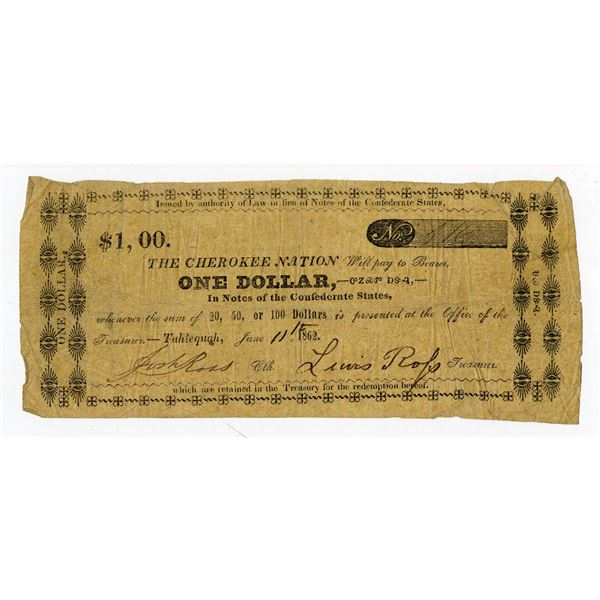 Issued by authority of Law in lieu of Notes of the Confederate States,
$1,00.
No.
THE CHEROKEE NATION Will pay to Bearer,
ONE DOLLAR,
In Notes of the Confederate States,
whenever the sum of 20, 50, or 100 Dollars is presented at the Office of the
Treasurer.—Tahlequah, June 11th 1862.
Josh Ross Clk. Lewis Ross Treasurer.
which are retained in the Treasury for the redemption hereof.
ONE DOLLAR,